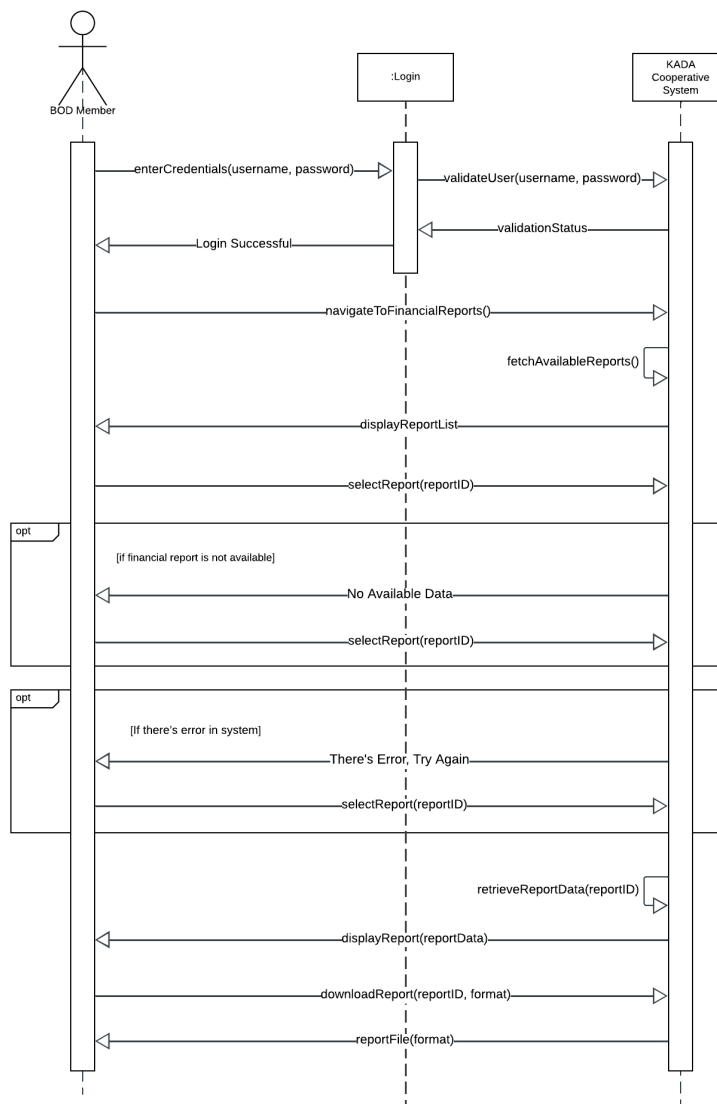 :Login
KADA
Cooperative
System
BOD Member
enterCredentials(username, password)
validateUser(username, password)
validationStatus
Login Successful
navigateToFinancialReports()
fetchAvailableReports()
displayReportList
selectReport(reportID)
opt
[if financial report is not available]
No Available Data
selectReport(reportID)
opt
[If there's error in system]
There's Error, Try Again
selectReport(reportID)
retrieveReportData(reportID)
displayReport(reportData)
downloadReport(reportID, format)
reportFile(format)